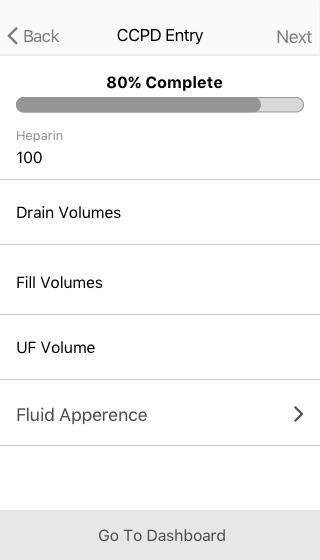 Back CCPD Entry Next
80% Complete
Heparin
100
Drain Volumes
Fill Volumes
UF Volume
Fluid Apperence
Go To Dashboard